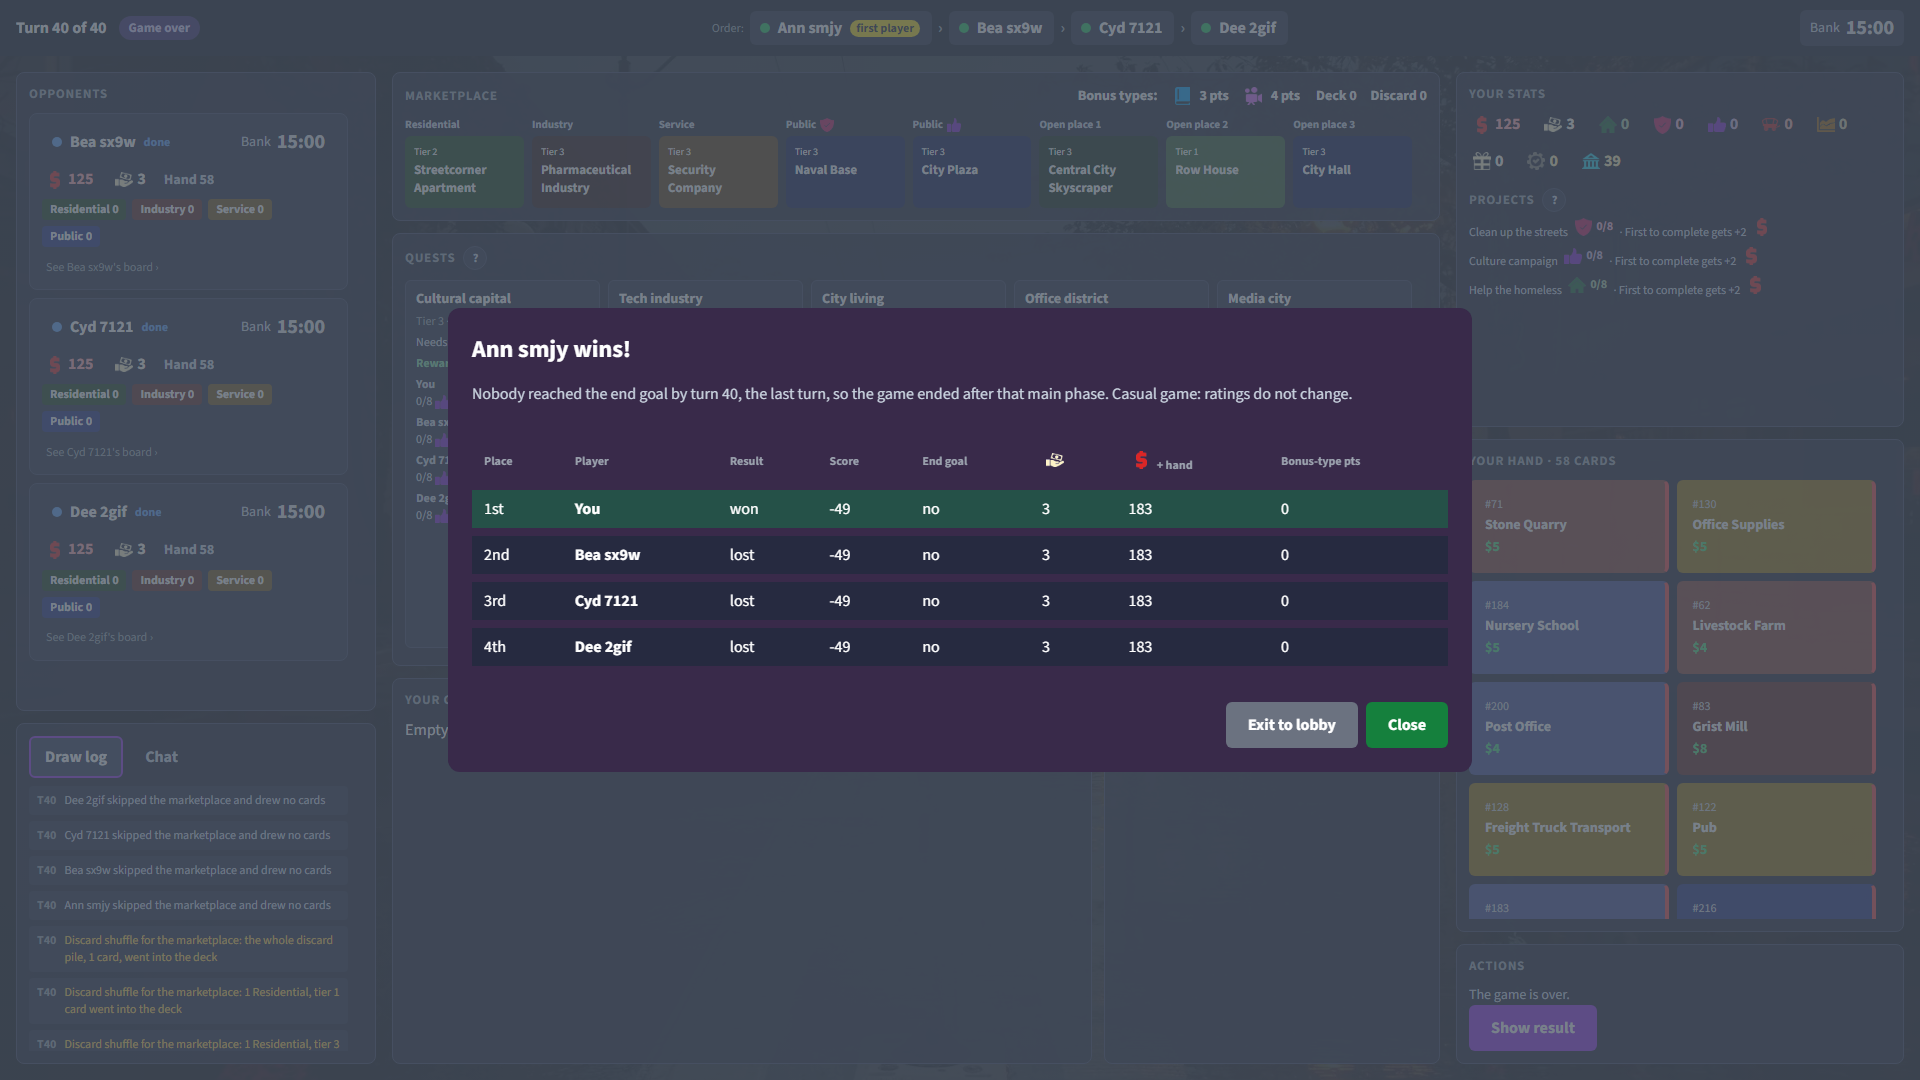 Turn 40 of 40 Game over
Order: Ann smjy first player › Bea sx9w › Cyd 7121 › Dee 2gif
Bank 15:00
OPPONENTS
Bea sx9w done Bank 15:00
125 3 Hand 58
Residential 0 Industry 0 Service 0
Public 0
See Bea sx9w's board ›
Cyd 7121 done Bank 15:00
125 3 Hand 58
Residential 0 Industry 0 Service 0
Public 0
See Cyd 7121's board ›
Dee 2gif done Bank 15:00
125 3 Hand 58
Residential 0 Industry 0 Service 0
Public 0
See Dee 2gif's board ›
Draw log Chat
T40 Dee 2gif skipped the marketplace and drew no cards
T40 Cyd 7121 skipped the marketplace and drew no cards
T40 Bea sx9w skipped the marketplace and drew no cards
T40 Ann smjy skipped the marketplace and drew no cards
T40 Discard shuffle for the marketplace: the whole discard
pile, 1 card, went into the deck
T40 Discard shuffle for the marketplace: 1 Residential, tier 1
card went into the deck
T40 Discard shuffle for the marketplace: 1 Residential, tier 3
MARKETPLACE
Bonus types: 3 pts 4 pts Deck 0 Discard 0
Residential Industry Service Public Public Open place 1 Open place 2 Open place 3
Tier 2 Streetcorner Apartment
Tier 3 Pharmaceutical Industry
Tier 3 Security Company
Tier 3 Naval Base
Tier 3 City Plaza
Tier 3 Central City Skyscraper
Tier 1 Row House
Tier 3 City Hall
QUESTS ?
Cultural capital Tech industry City living Office district Media city
Tier 3
Needs
Rewar
You
0/8
Bea sx
0/8
Cyd 71
0/8
Dee 2g
0/8
YOUR C
Empty
Ann smjy wins!
Nobody reached the end goal by turn 40, the last turn, so the game ended after that main phase. Casual game: ratings do not change.
Place Player Result Score End goal + hand Bonus-type pts
1st You won -49 no 3 183 0
2nd Bea sx9w lost -49 no 3 183 0
3rd Cyd 7121 lost -49 no 3 183 0
4th Dee 2gif lost -49 no 3 183 0
Exit to lobby Close
YOUR STATS
125 3 0 0 0 0 0
0 0 39
PROJECTS ?
Clean up the streets 0/8 · First to complete gets +2
Culture campaign 0/8 · First to complete gets +2
Help the homeless 0/8 · First to complete gets +2
YOUR HAND · 58 CARDS
#71 Stone Quarry $5
#130 Office Supplies $5
#184 Nursery School $5
#62 Livestock Farm $4
#200 Post Office $4
#83 Grist Mill $8
#128 Freight Truck Transport $5
#122 Pub $5
#183
#216
ACTIONS
The game is over.
Show result